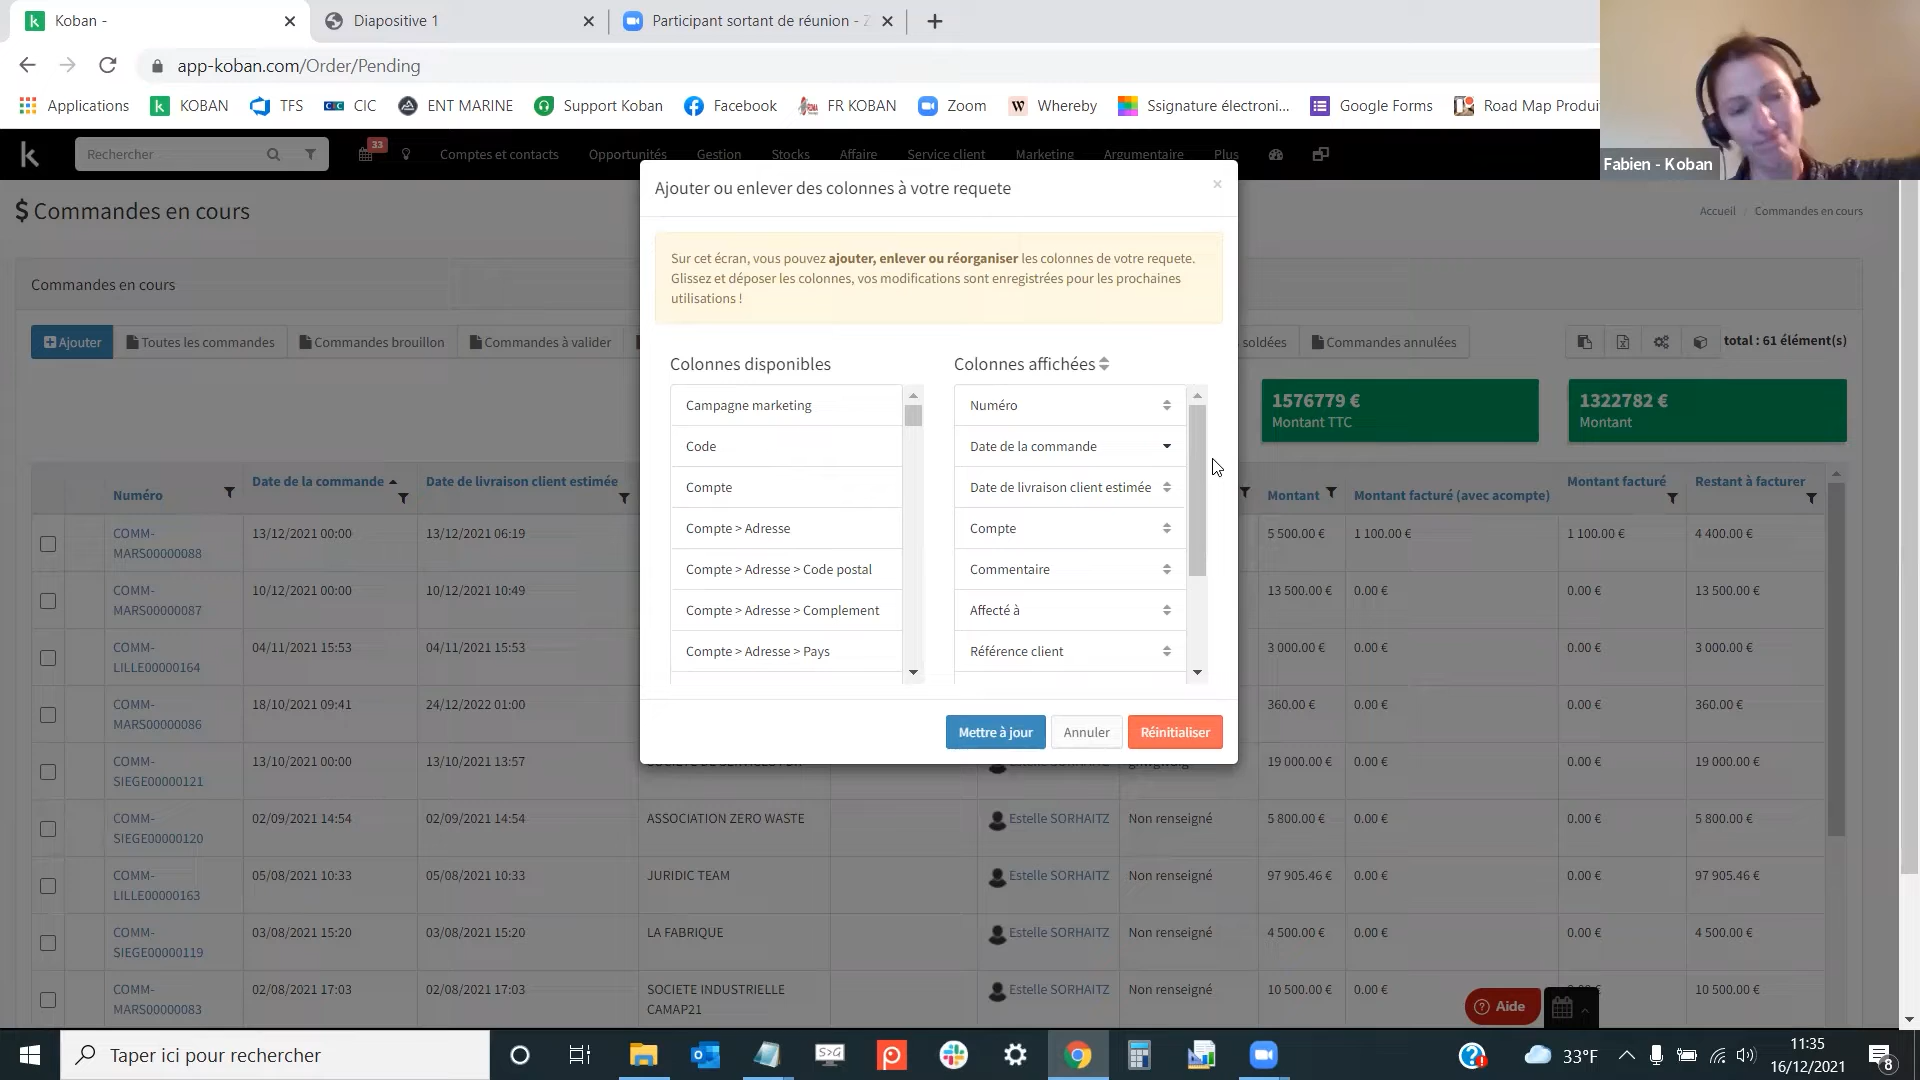 Koban -
Diapositive 1
Participant sortant de réunion - Z
app-koban.com/Order/Pending
Applications
KOBAN
TFS
CIC
ENT MARINE
Support Koban
Facebook
FR KOBAN
Zoom
Whereby
Ssignature électroni...
Google Forms
Road Map Produi
Fabien - Koban
k
Rechercher
33
Comptes et contacts
Opportunités
Gestion
Stocks
Affaire
Service client
Marketing
Argumentaire
Plus
$ Commandes en cours
Accueil / Commandes en cours
Commandes en cours
Ajouter
Toutes les commandes
Commandes brouillon
Commandes à valider
soldées
Commandes annulées
total : 61 élément(s)
1576779 €
Montant TTC
1322782 €
Montant
Ajouter ou enlever des colonnes à votre requete
Sur cet écran, vous pouvez ajouter, enlever ou réorganiser les colonnes de votre requete.
Glissez et déposer les colonnes, vos modifications sont enregistrées pour les prochaines
utilisations !
Colonnes disponibles
Campagne marketing
Code
Compte
Compte > Adresse
Compte > Adresse > Code postal
Compte > Adresse > Complement
Compte > Adresse > Pays
Colonnes affichées
Numéro
Date de la commande
Date de livraison client estimée
Compte
Commentaire
Affecté à
Référence client
Mettre à jour
Annuler
Réinitialiser
Numéro
Date de la commande
Date de livraison client estimée
Montant
Montant facturé (avec acompte)
Montant facturé
Restant à facturer
COMM-
MARS00000088
13/12/2021 00:00
13/12/2021 06:19
5 500.00 €
1 100.00 €
1 100.00 €
4 400.00 €
COMM-
MARS00000087
10/12/2021 00:00
10/12/2021 10:49
13 500.00 €
0.00 €
0.00 €
13 500.00 €
COMM-
LILLE00000164
04/11/2021 15:53
04/11/2021 15:53
3 000.00 €
0.00 €
0.00 €
3 000.00 €
COMM-
MARS00000086
18/10/2021 09:41
24/12/2022 01:00
360.00 €
0.00 €
0.00 €
360.00 €
COMM-
SIEGE00000121
13/10/2021 00:00
13/10/2021 13:57
19 000.00 €
0.00 €
0.00 €
19 000.00 €
COMM-
SIEGE00000120
02/09/2021 14:54
02/09/2021 14:54
ASSOCIATION ZERO WASTE
Estelle SORHAITZ
Non renseigné
5 800.00 €
0.00 €
0.00 €
5 800.00 €
COMM-
LILLE00000163
05/08/2021 10:33
05/08/2021 10:33
JURIDIC TEAM
Estelle SORHAITZ
Non renseigné
97 905.46 €
0.00 €
0.00 €
97 905.46 €
COMM-
SIEGE00000119
03/08/2021 15:20
03/08/2021 15:20
LA FABRIQUE
Estelle SORHAITZ
Non renseigné
4 500.00 €
0.00 €
0.00 €
4 500.00 €
COMM-
MARS00000083
02/08/2021 17:03
02/08/2021 17:03
SOCIETE INDUSTRIELLE
CAMAP21
Estelle SORHAITZ
Non renseigné
10 500.00 €
0.00 €
10 500.00 €
Aide
Taper ici pour rechercher
33°F
11:35
16/12/2021
8